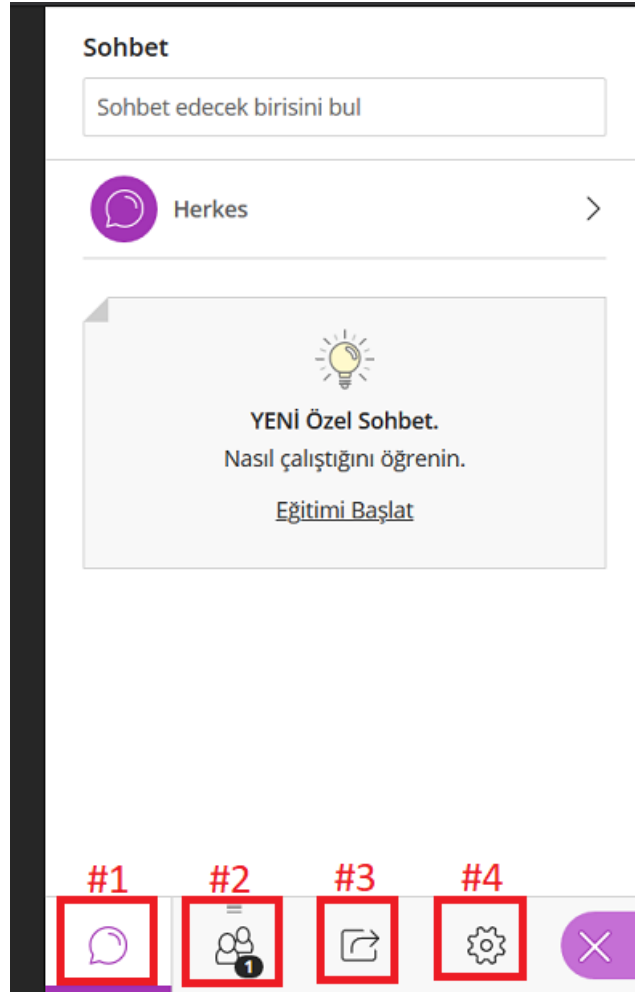 Sohbet
Sohbet edecek birisini bul
Herkes
YENİ Özel Sohbet.
Nasıl çalıştığını öğrenin.
Eğitimi Başlat
#1 #2 #3 #4
1